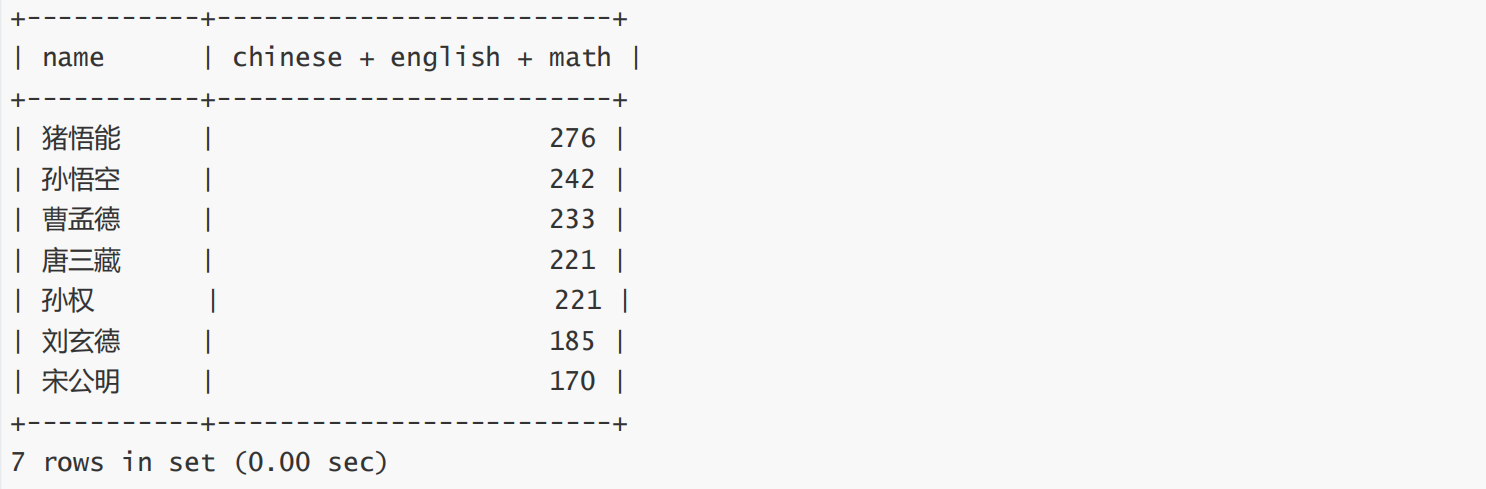 +-----------+-------------------------+
| name      | chinese + english + math |
+-----------+-------------------------+
| 猪悟能     |                     276 |
| 孙悟空     |                     242 |
| 曹孟德     |                     233 |
| 唐三藏     |                     221 |
| 孙权       |                     221 |
| 刘玄德     |                     185 |
| 宋公明     |                     170 |
+-----------+-------------------------+
7 rows in set (0.00 sec)